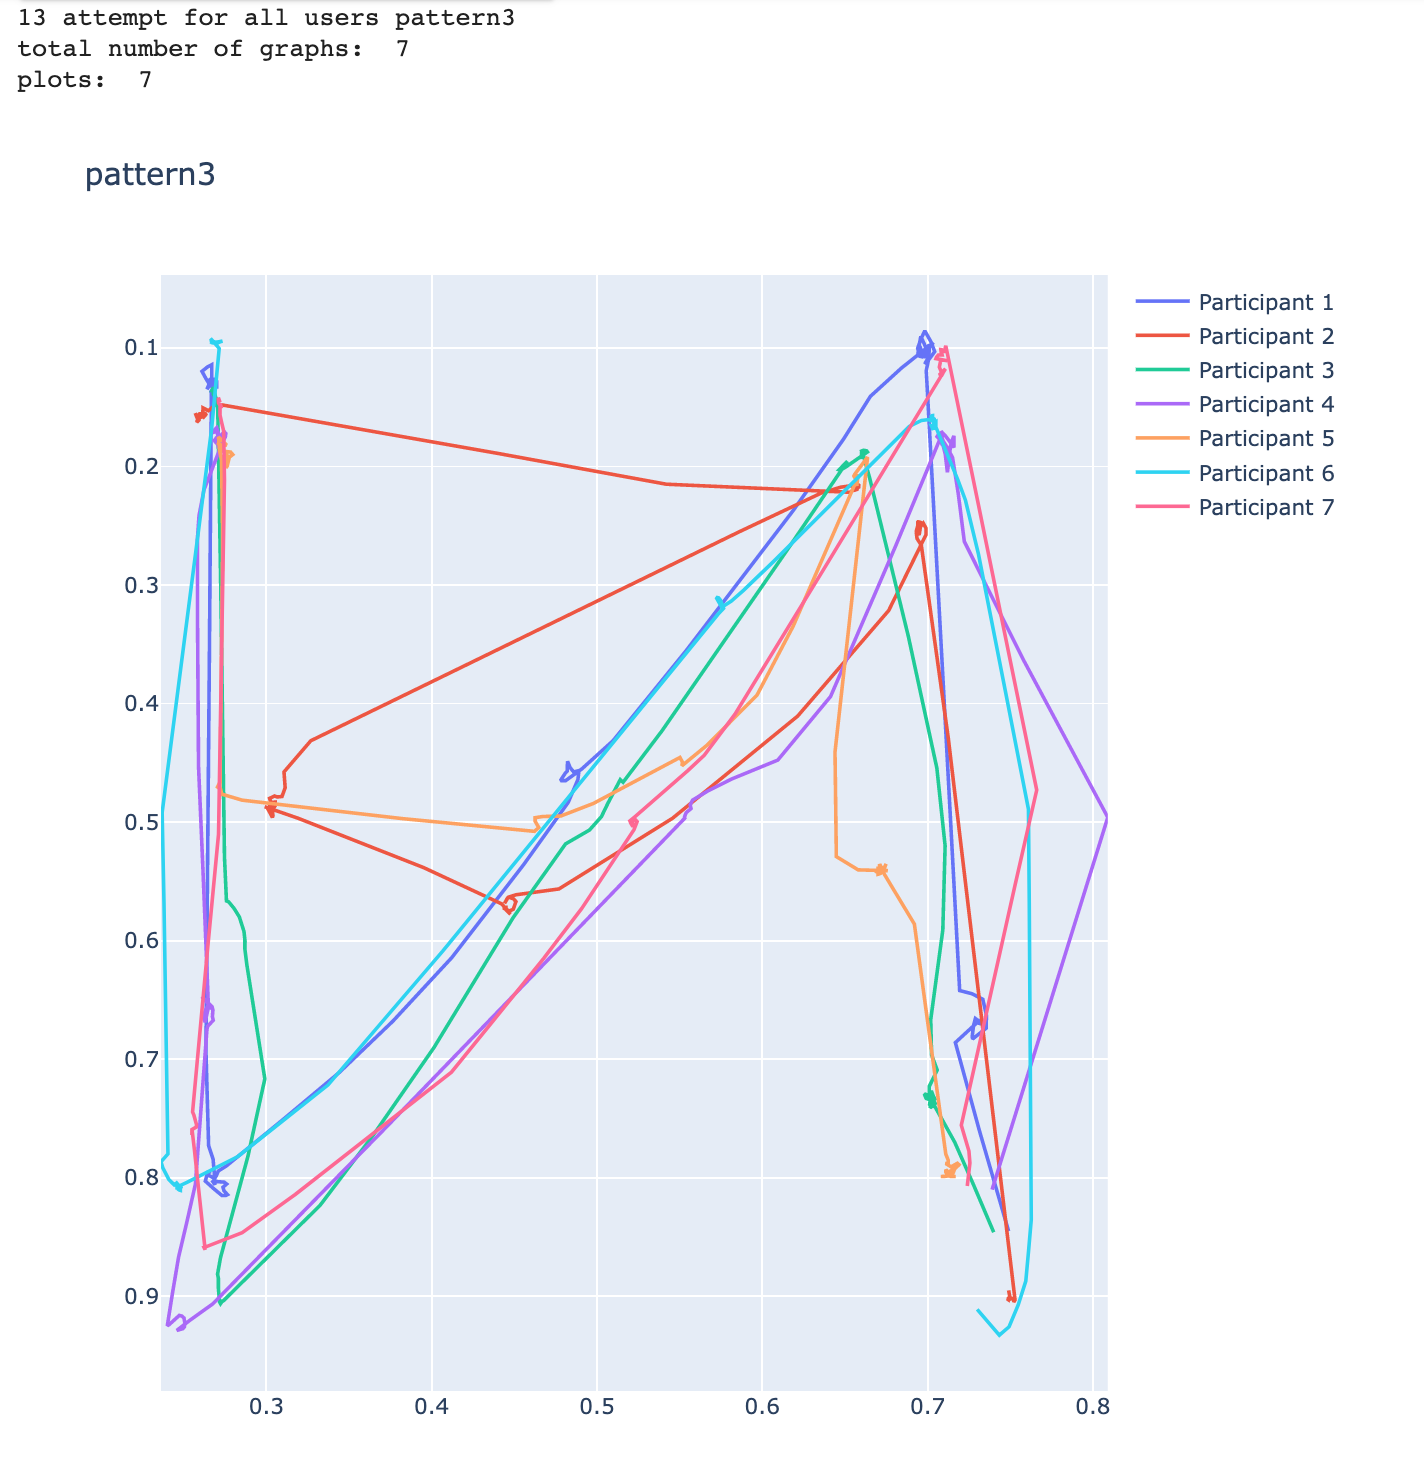 13 attempt for all users pattern3
total number of graphs:  7
plots:  7
pattern3
0.1
0.2
0.3
0.4
0.5
0.6
0.7
0.8
0.9
0.3
0.4
0.5
0.6
0.7
0.8
Participant 1
Participant 2
Participant 3
Participant 4
Participant 5
Participant 6
Participant 7